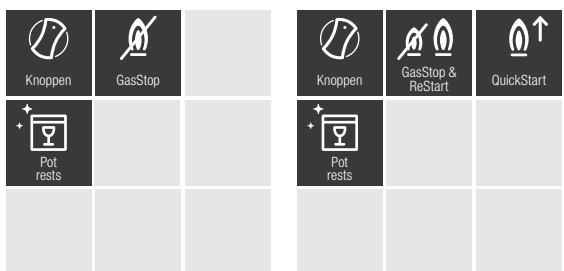 Knoppen
GasStop
Pot
rests
Knoppen
GasStop &
ReStart
QuickStart
Pot
rests